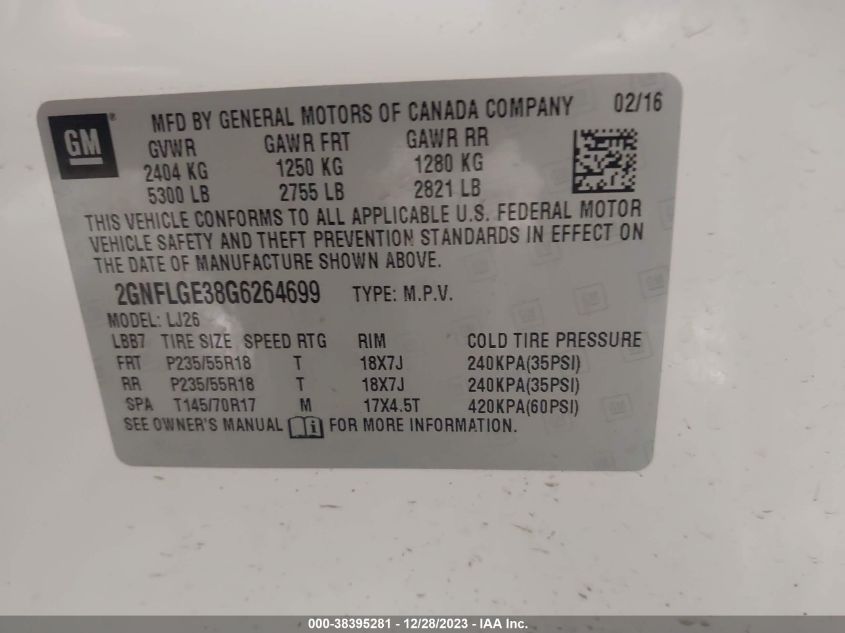 GM ® MFD BY GENERAL MOTORS OF CANADA COMPANY 02/16
GVWR GAWR FRT GAWR RR
2404 KG 1250 KG 1280 KG
5300 LB 2755 LB 2821 LB
THIS VEHICLE CONFORMS TO ALL APPLICABLE U.S. FEDERAL MOTOR
VEHICLE SAFETY AND THEFT PREVENTION STANDARDS IN EFFECT ON
THE DATE OF MANUFACTURE SHOWN ABOVE.
2GNFLGE38G6264699 TYPE: M.P.V.
MODEL: LJ26
LBB7 TIRE SIZE SPEED RTG RIM COLD TIRE PRESSURE
FRT P235/55R18 T 18X7J 240KPA(35PSI)
RR P235/55R18 T 18X7J 240KPA(35PSI)
SPA T145/70R17 M 17X4.5T 420KPA(60PSI)
SEE OWNER'S MANUAL i FOR MORE INFORMATION.
000-38395281 - 12/28/2023 - IAA Inc.